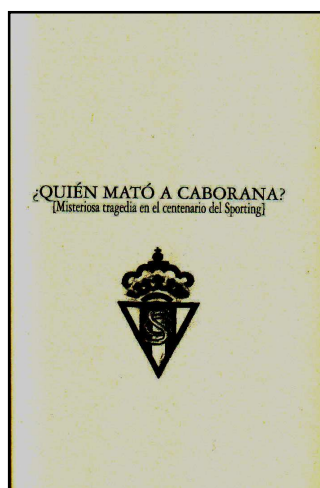 ¿QUIÉN MATÓ A CABORANA?
[Misteriosa tragedia en el centenario del Sporting]